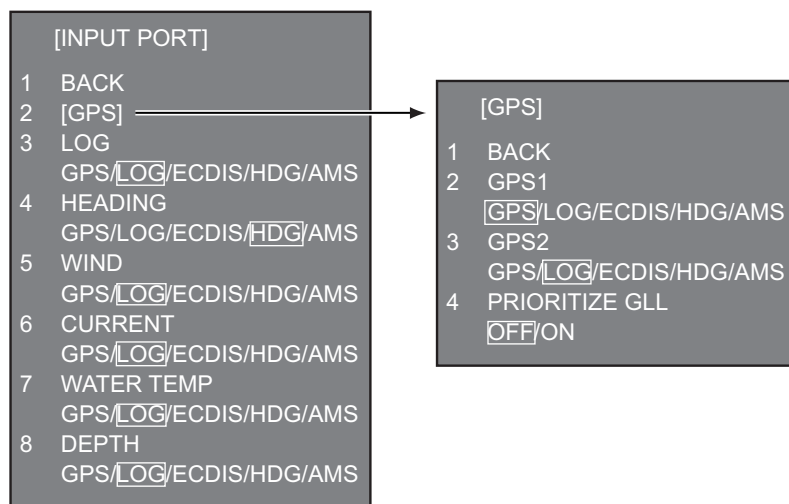 [INPUT PORT]
1 BACK
2 [GPS]
3 LOG
GPS/LOG/ECDIS/HDG/AMS
4 HEADING
GPS/LOG/ECDIS/HDG/AMS
5 WIND
GPS/LOG/ECDIS/HDG/AMS
6 CURRENT
GPS/LOG/ECDIS/HDG/AMS
7 WATER TEMP
GPS/LOG/ECDIS/HDG/AMS
8 DEPTH
GPS/LOG/ECDIS/HDG/AMS
[GPS]
1 BACK
2 GPS1
GPS/LOG/ECDIS/HDG/AMS
3 GPS2
GPS/LOG/ECDIS/HDG/AMS
4 PRIORITIZE GLL
OFF/ON